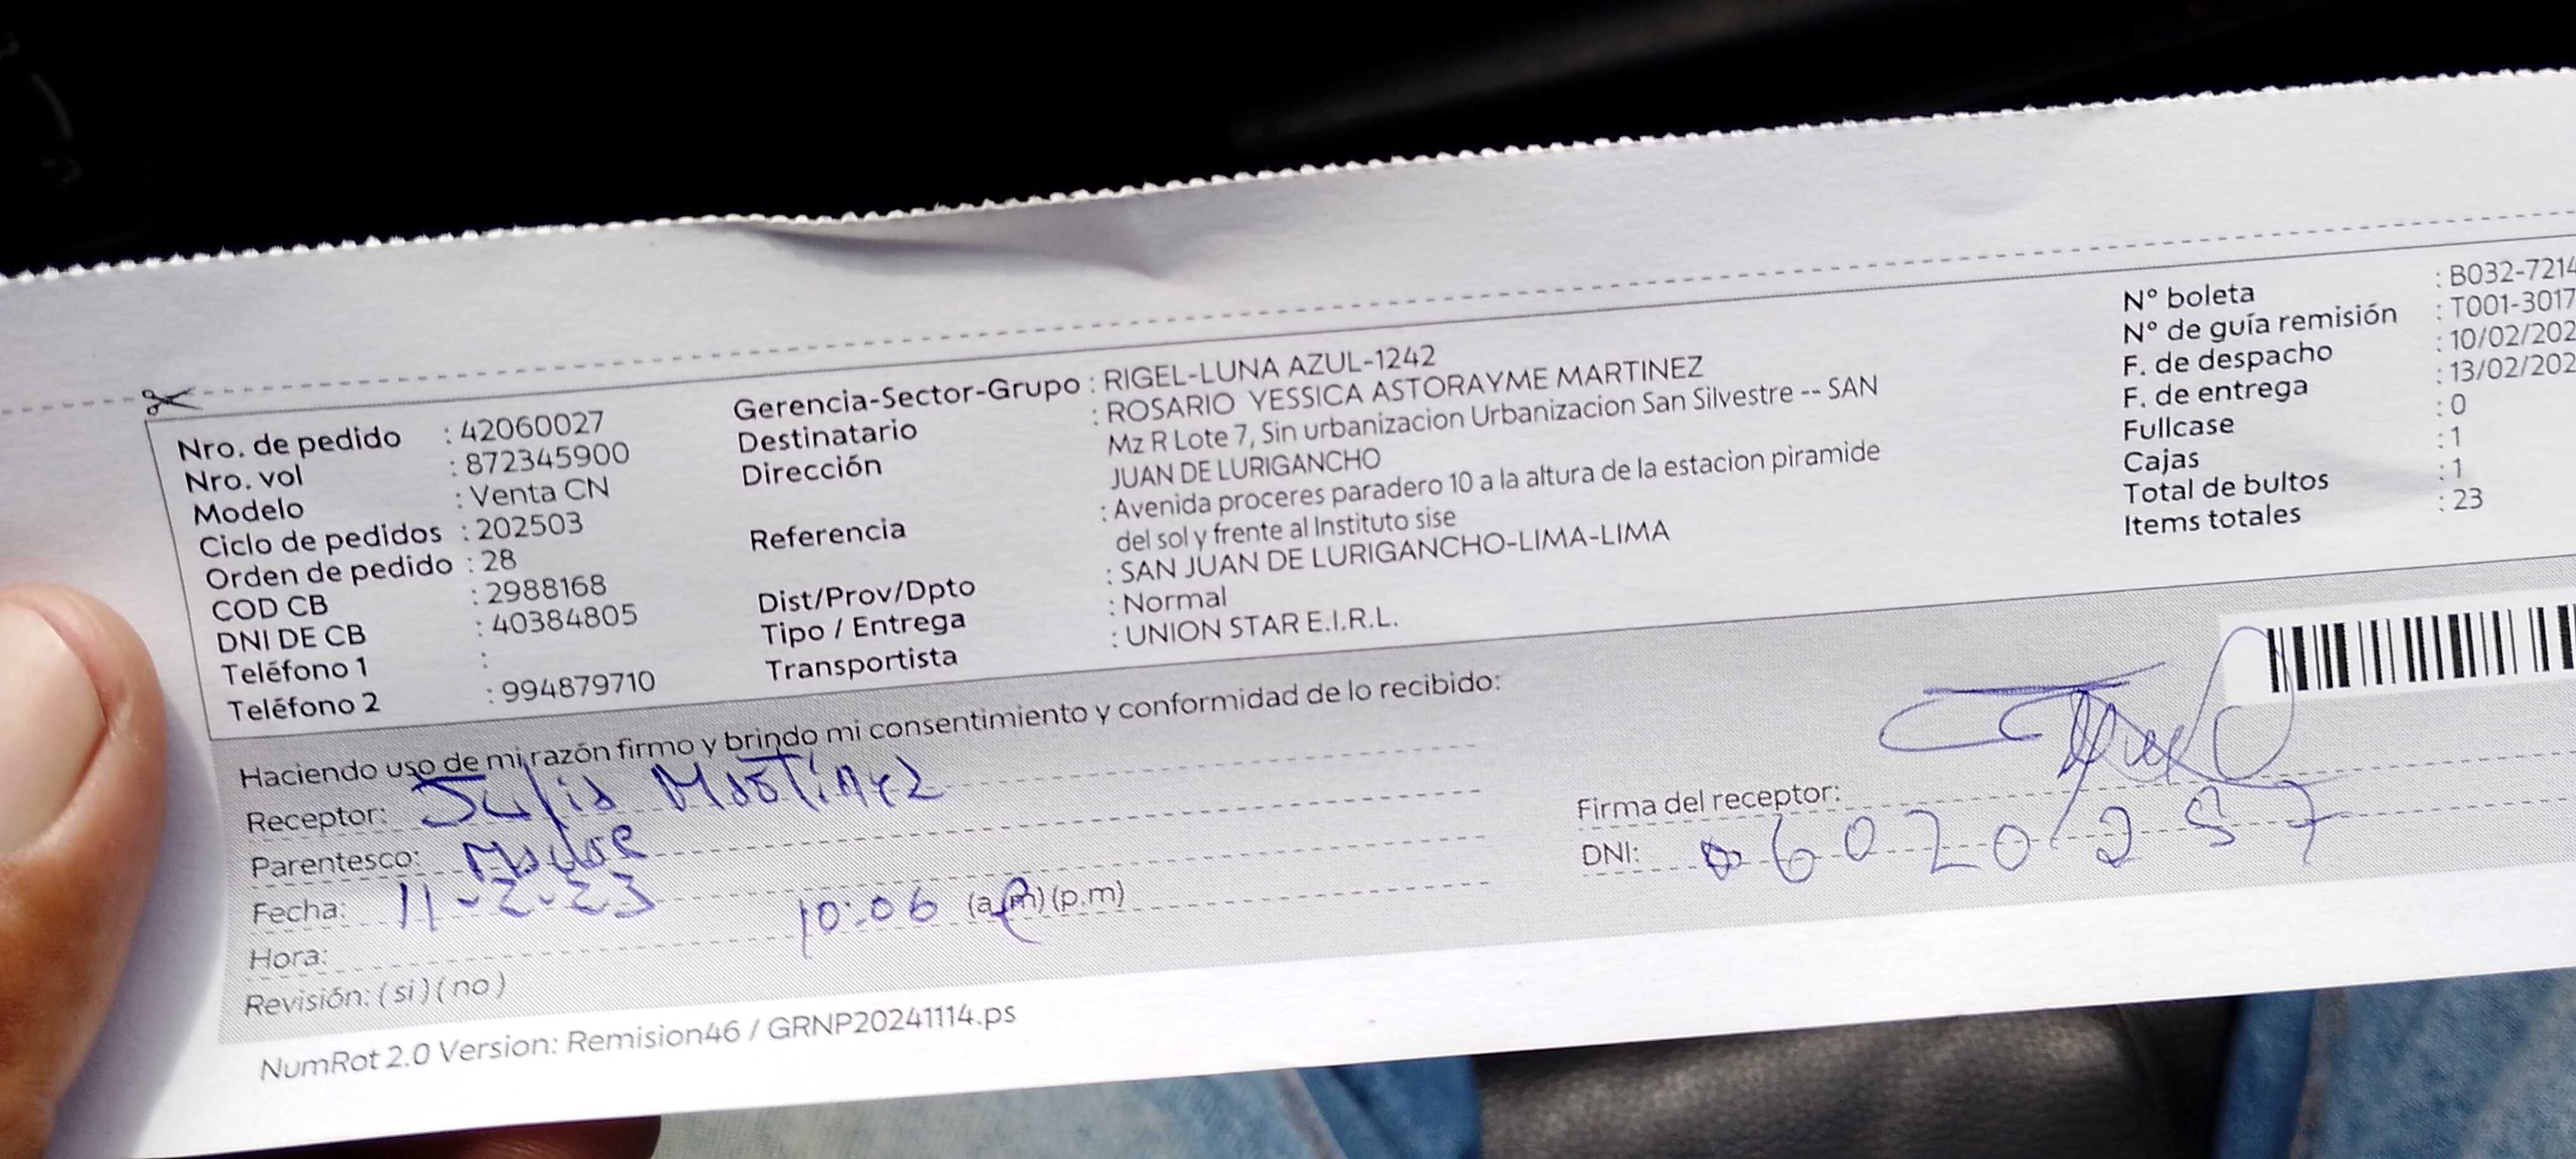 Nro. de pedido : 42060027
Nro. vol : 872345900
Modelo : Venta CN
Ciclo de pedidos : 202503
Orden de pedido : 28
COD CB : 2988168
DNI DE CB : 40384805
Teléfono 1 :
Teléfono 2 : 994879710
Gerencia-Sector-Grupo : RIGEL-LUNA AZUL-1242
Destinatario : ROSARIO YESSICA ASTORAYME MARTINEZ
Dirección Mz R Lote 7, Sin urbanizacion Urbanizacion San Silvestre -- SAN
JUAN DE LURIGANCHO
Referencia : Avenida proceres paradero 10 a la altura de la estacion piramide
del sol y frente al Instituto sise
Dist/Prov/Dpto : SAN JUAN DE LURIGANCHO-LIMA-LIMA
Tipo / Entrega : Normal
Transportista : UNION STAR E.I.R.L.
N° boleta : B032-7214
N° de guía remisión : T001-3017
F. de despacho : 10/02/202
F. de entrega : 13/02/202
Fullcase : 0
Cajas : 1
Total de bultos : 1
Items totales : 23
Haciendo uso de mi razón firmo y brindo mi consentimiento y conformidad de lo recibido:
Receptor: Julia Martinez
Parentesco: Madre
Fecha: 11-2-23
Hora: 10:06 (a.m) (p.m)
Revisión: (si) (no)
Firma del receptor:
DNI: 06020287
NumRot 2.0 Version: Remision46 / GRNP20241114.ps